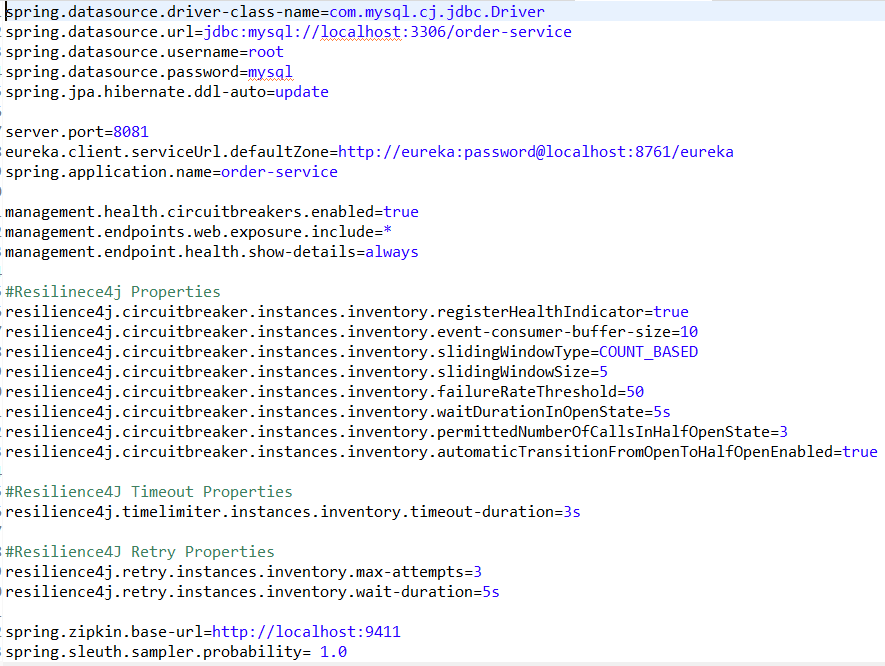 spring.datasource.driver-class-name=com.mysql.cj.jdbc.Driver
spring.datasource.url=jdbc:mysql://localhost:3306/order-service
spring.datasource.username=root
spring.datasource.password=mysql
spring.jpa.hibernate.ddl-auto=update
server.port=8081
eureka.client.serviceUrl.defaultZone=http://eureka:password@localhost:8761/eureka
spring.application.name=order-service
management.health.circuitbreakers.enabled=true
management.endpoints.web.exposure.include=*
management.endpoint.health.show-details=always
#Resilinece4j Properties
resilience4j.circuitbreaker.instances.inventory.registerHealthIndicator=true
resilience4j.circuitbreaker.instances.inventory.event-consumer-buffer-size=10
resilience4j.circuitbreaker.instances.inventory.slidingWindowType=COUNT_BASED
resilience4j.circuitbreaker.instances.inventory.slidingWindowSize=5
resilience4j.circuitbreaker.instances.inventory.failureRateThreshold=50
resilience4j.circuitbreaker.instances.inventory.waitDurationInOpenState=5s
resilience4j.circuitbreaker.instances.inventory.permittedNumberOfCallsInHalfOpenState=3
resilience4j.circuitbreaker.instances.inventory.automaticTransitionFromOpenToHalfOpenEnabled=true
#Resilience4J Timeout Properties
resilience4j.timelimiter.instances.inventory.timeout-duration=3s
#Resilience4J Retry Properties
resilience4j.retry.instances.inventory.max-attempts=3
resilience4j.retry.instances.inventory.wait-duration=5s
spring.zipkin.base-url=http://localhost:9411
spring.sleuth.sampler.probability= 1.0